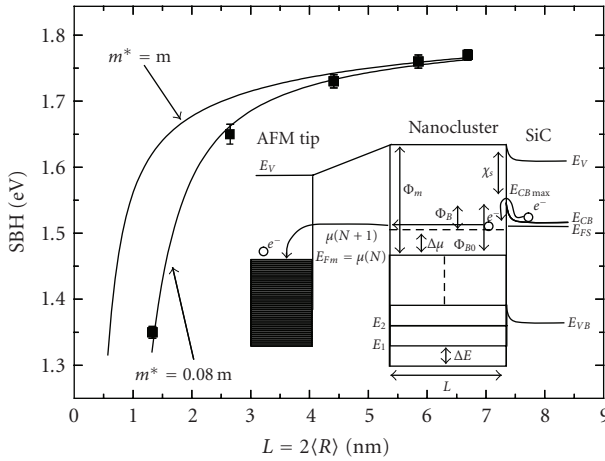 1.8
1.7
1.6
1.5
1.4
1.3
SBH (eV)
0 1 2 3 4 5 6 7 8 9
L = 2⟨R⟩ (nm)
m* = m
m* = 0.08 m
AFM tip
Nanocluster
SiC
E_V
Φ_m
χ_s
E_V
E_CB max
e⁻
Φ_B
e⁻
E_CB
E_FS
μ(N + 1)
Δμ
Φ_B0
e⁻
E_Fm = μ(N)
E_2
E_1
ΔE
E_VB
L